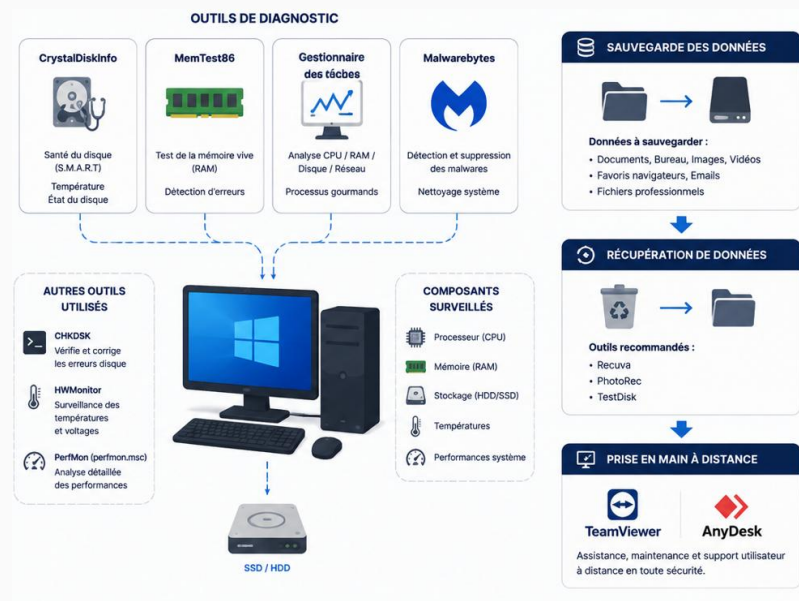 OUTILS DE DIAGNOSTIC
CrystalDiskInfo
Santé du disque
(S.M.A.R.T)
Température
État du disque
MemTest86
Test de la mémoire vive
(RAM)
Détection d'erreurs
Gestionnaire
des técbes
Analyse CPU / RAM /
Disque / Réseau
Processus gourmands
Malwarebytes
Détection et suppression
des malwares
Nettoyage système
AUTRES OUTILS
UTILISÉS
CHKDSK
Vérifie et corrige
les erreurs disque
HWMonitor
Surveillance des
températures
et voltages
PerfMon (perfmon.msc)
Analyse détaillée
des performances
COMPOSANTS
SURVEILLÉS
Processeur (CPU)
Mémoire (RAM)
Stockage (HDD/SSD)
Températures
Performances système
SSD / HDD
SAUVEGARDE DES DONNÉES
Données à sauvegarder :
• Documents, Bureau, Images, Vidéos
• Favoris navigateurs, Emails
• Fichiers professionnels
RÉCUPÉRATION DE DONNÉES
Outils recommandés :
• Recuva
• PhotoRec
• TestDisk
PRISE EN MAIN À DISTANCE
TeamViewer
AnyDesk
Assistance, maintenance et support utilisateur
à distance en toute sécurité.